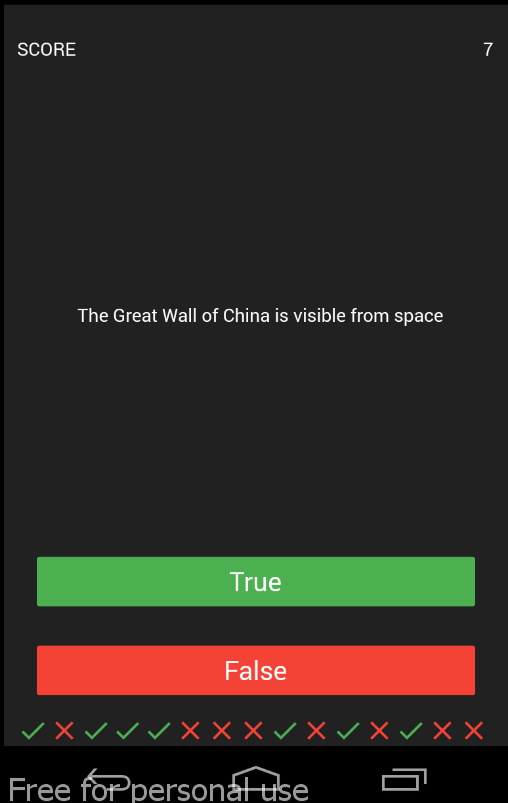 SCORE 7
The Great Wall of China is visible from space
True
False
Free for personal use